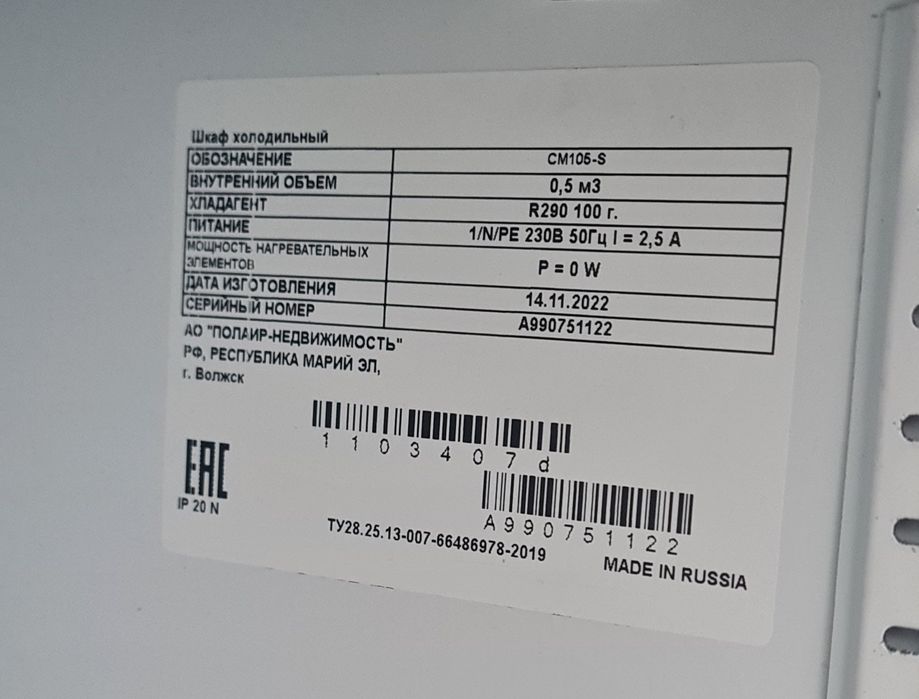 Шкаф холодильный
ОБОЗНАЧЕНИЕ CM105-S
ВНУТРЕННИЙ ОБЪЕМ 0,5 м3
ХЛАДАГЕНТ R290 100 г.
ПИТАНИЕ 1/N/PE 230В 50Гц I = 2,5 А
МОЩНОСТЬ НАГРЕВАТЕЛЬНЫХ
ЭЛЕМЕНТОВ P = 0 W
ДАТА ИЗГОТОВЛЕНИЯ 14.11.2022
СЕРИЙНЫЙ НОМЕР A990751122
АО "ПОЛАИР-НЕДВИЖИМОСТЬ"
РФ, РЕСПУБЛИКА МАРИЙ ЭЛ,
г. Волжск
1103407d
A990751122
EAC
IP 20 N
ТУ28.25.13-007-66486978-2019
MADE IN RUSSIA